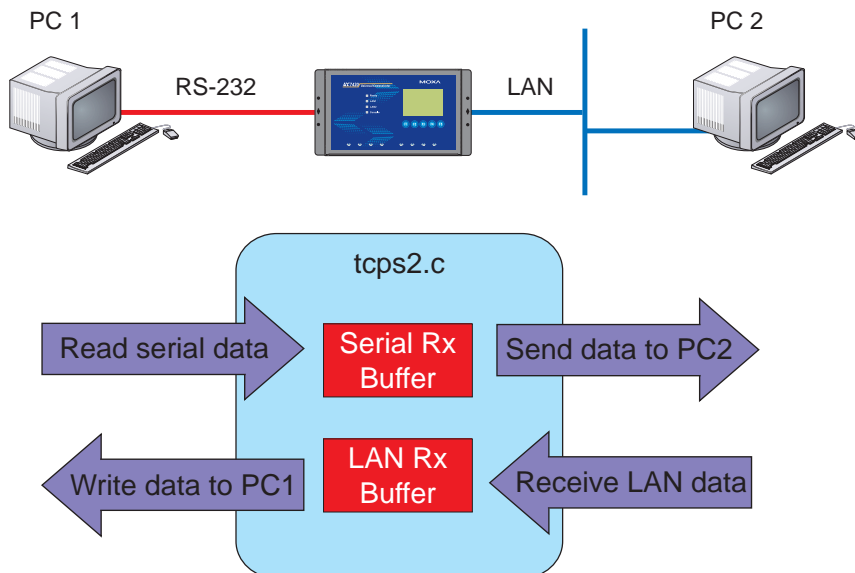 PC 1
PC 2
RS-232
MOXA
LAN
tcps2.c
Read serial data
Serial Rx
Buffer
Send data to PC2
Write data to PC1
LAN Rx
Buffer
Receive LAN data